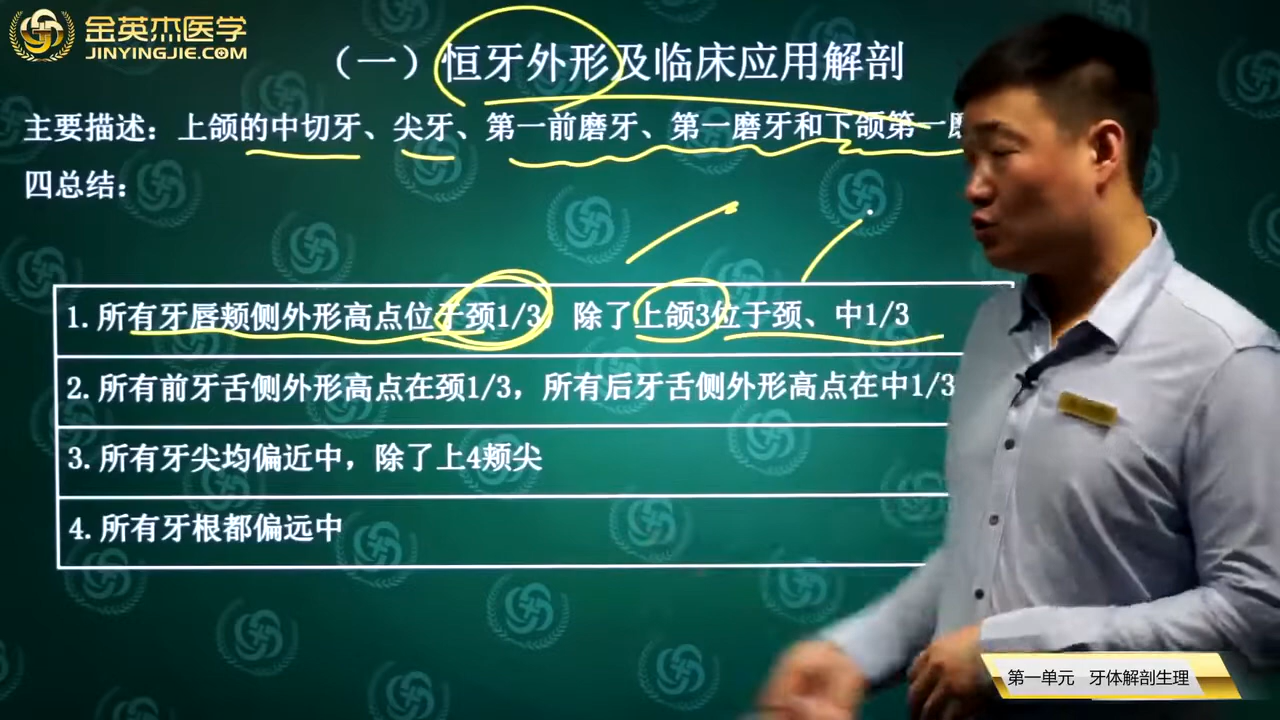 金英杰医学
JINYINGJIE.COM
（一）恒牙外形及临床应用解剖
主要描述：上颌的中切牙、尖牙、第一前磨牙、第一磨牙和下颌第一
四总结：
1.所有牙唇颊侧外形高点位于颈1/3，除了上颌3位于颈、中1/3
2.所有前牙舌侧外形高点在颈1/3，所有后牙舌侧外形高点在中1/3
3.所有牙尖均偏近中，除了上4颊尖
4.所有牙根都偏远中
第一单元 牙体解剖生理